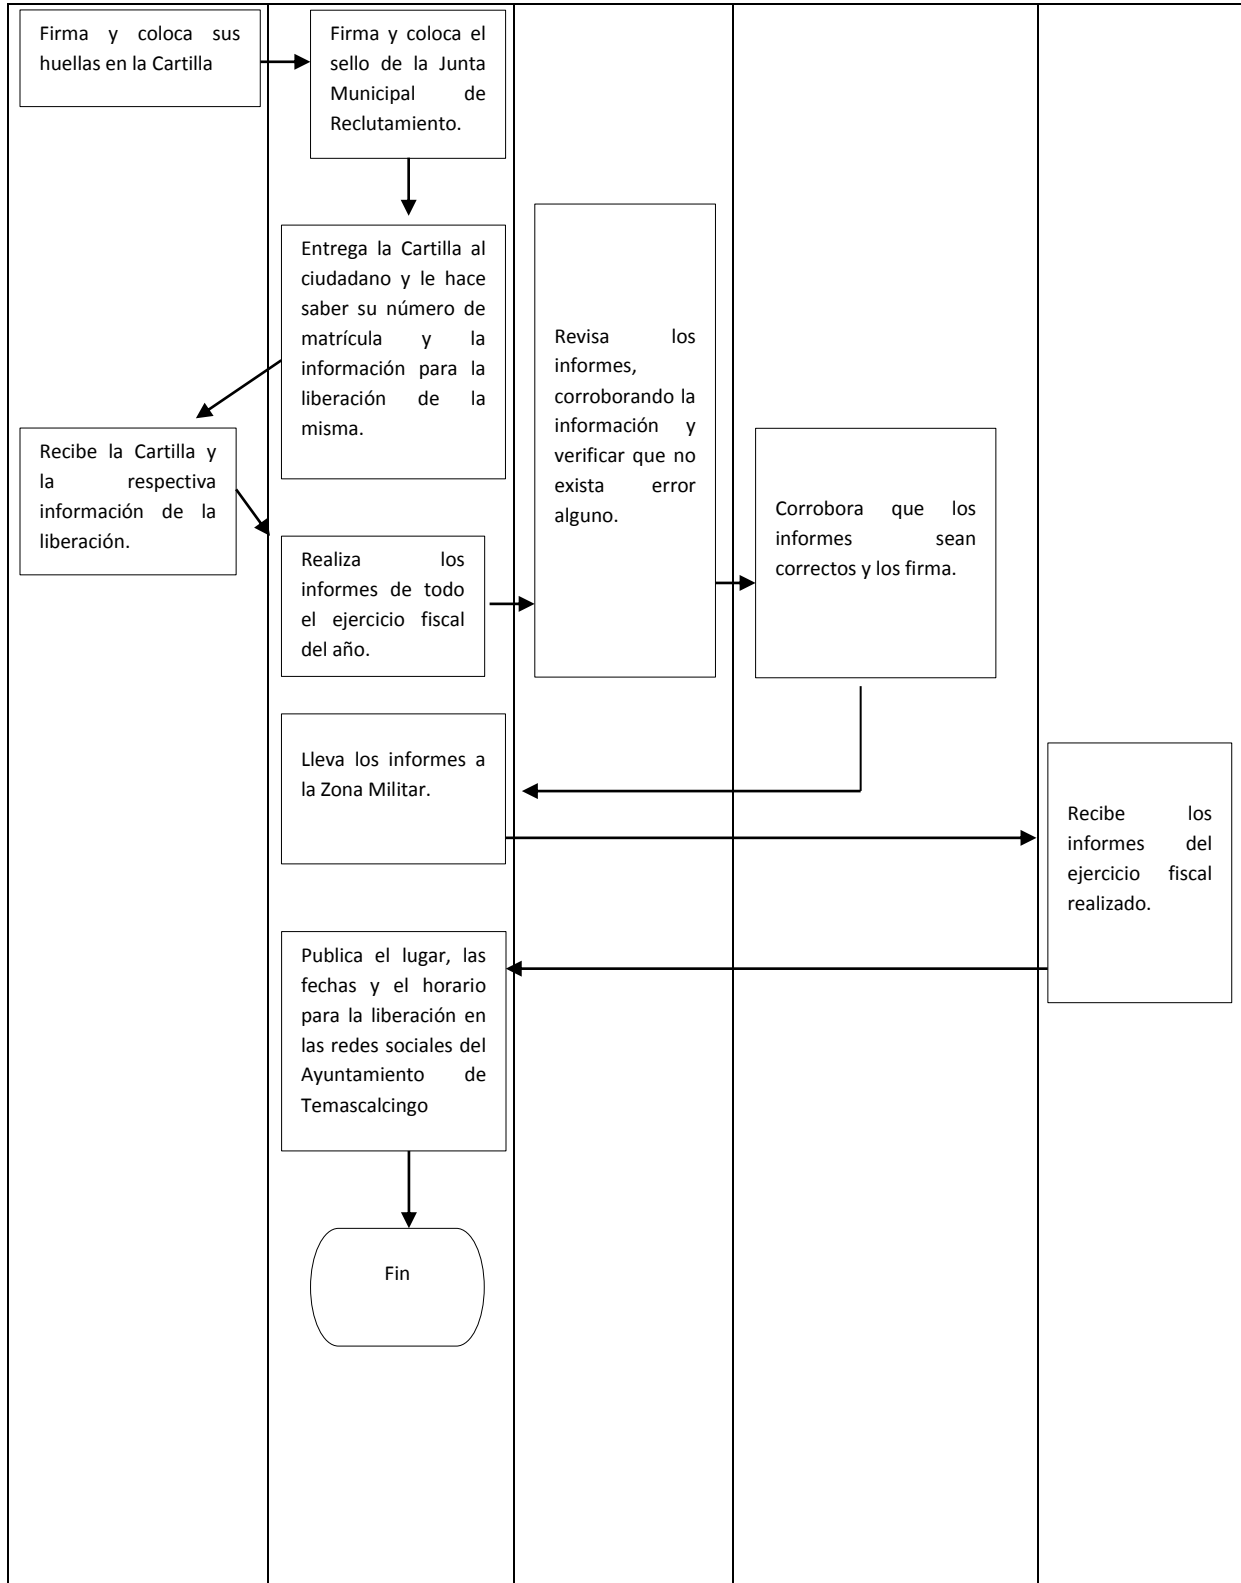 Firma y coloca sus
huellas en la Cartilla
Firma y coloca el
sello de la Junta
Municipal de
Reclutamiento.
Entrega la Cartilla al
ciudadano y le hace
saber su número de
matrícula y la
información para la
liberación de la
misma.
Recibe la Cartilla y
la respectiva
información de la
liberación.
Realiza los
informes de todo
el ejercicio fiscal
del año.
Revisa los
informes,
corroborando la
información y
verificar que no
exista error
alguno.
Corrobora que los
informes sean
correctos y los firma.
Lleva los informes a
la Zona Militar.
Recibe los
informes del
ejercicio fiscal
realizado.
Publica el lugar, las
fechas y el horario
para la liberación en
las redes sociales del
Ayuntamiento de
Temascalcingo
Fin